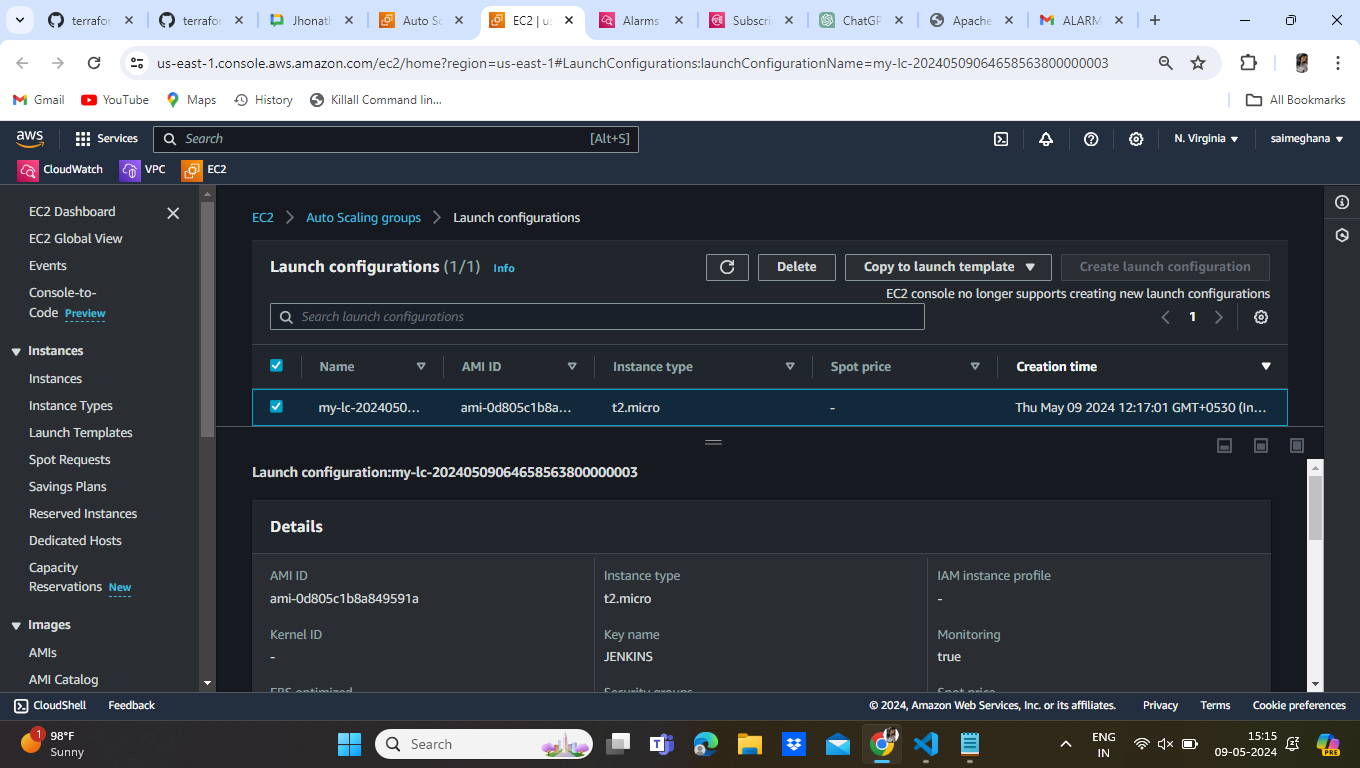 terrafor
terrafor
Jhonath
Auto Sc
EC2 | us
Alarms
Subscri
ChatGP
Apache
ALARM
us-east-1.console.aws.amazon.com/ec2/home?region=us-east-1#LaunchConfigurations:launchConfigurationName=my-lc-20240509064658563800000003
Gmail
YouTube
Maps
History
Killall Command lin...
All Bookmarks
aws
Services
Search
[Alt+S]
N. Virginia
saimeghana
CloudWatch
VPC
EC2
EC2 Dashboard
EC2 Global View
Events
Console-to-
Code Preview
Instances
Instances
Instance Types
Launch Templates
Spot Requests
Savings Plans
Reserved Instances
Dedicated Hosts
Capacity
Reservations New
Images
AMIs
AMI Catalog
EC2
Auto Scaling groups
Launch configurations
Launch configurations (1/1) Info
Delete
Copy to launch template
Create launch configuration
EC2 console no longer supports creating new launch configurations
Search launch configurations
1
Name
AMI ID
Instance type
Spot price
Creation time
my-lc-2024050...
ami-0d805c1b8a...
t2.micro
-
Thu May 09 2024 12:17:01 GMT+0530 (In...
Launch configuration:my-lc-20240509064658563800000003
Details
AMI ID
ami-0d805c1b8a849591a
Instance type
t2.micro
IAM instance profile
-
Kernel ID
-
Key name
JENKINS
Monitoring
true
EBS optimized
Security groups
Spot price
CloudShell
Feedback
© 2024, Amazon Web Services, Inc. or its affiliates.
Privacy
Terms
Cookie preferences
1
98°F
Sunny
Search
ENG
IN
15:15
09-05-2024
PRE